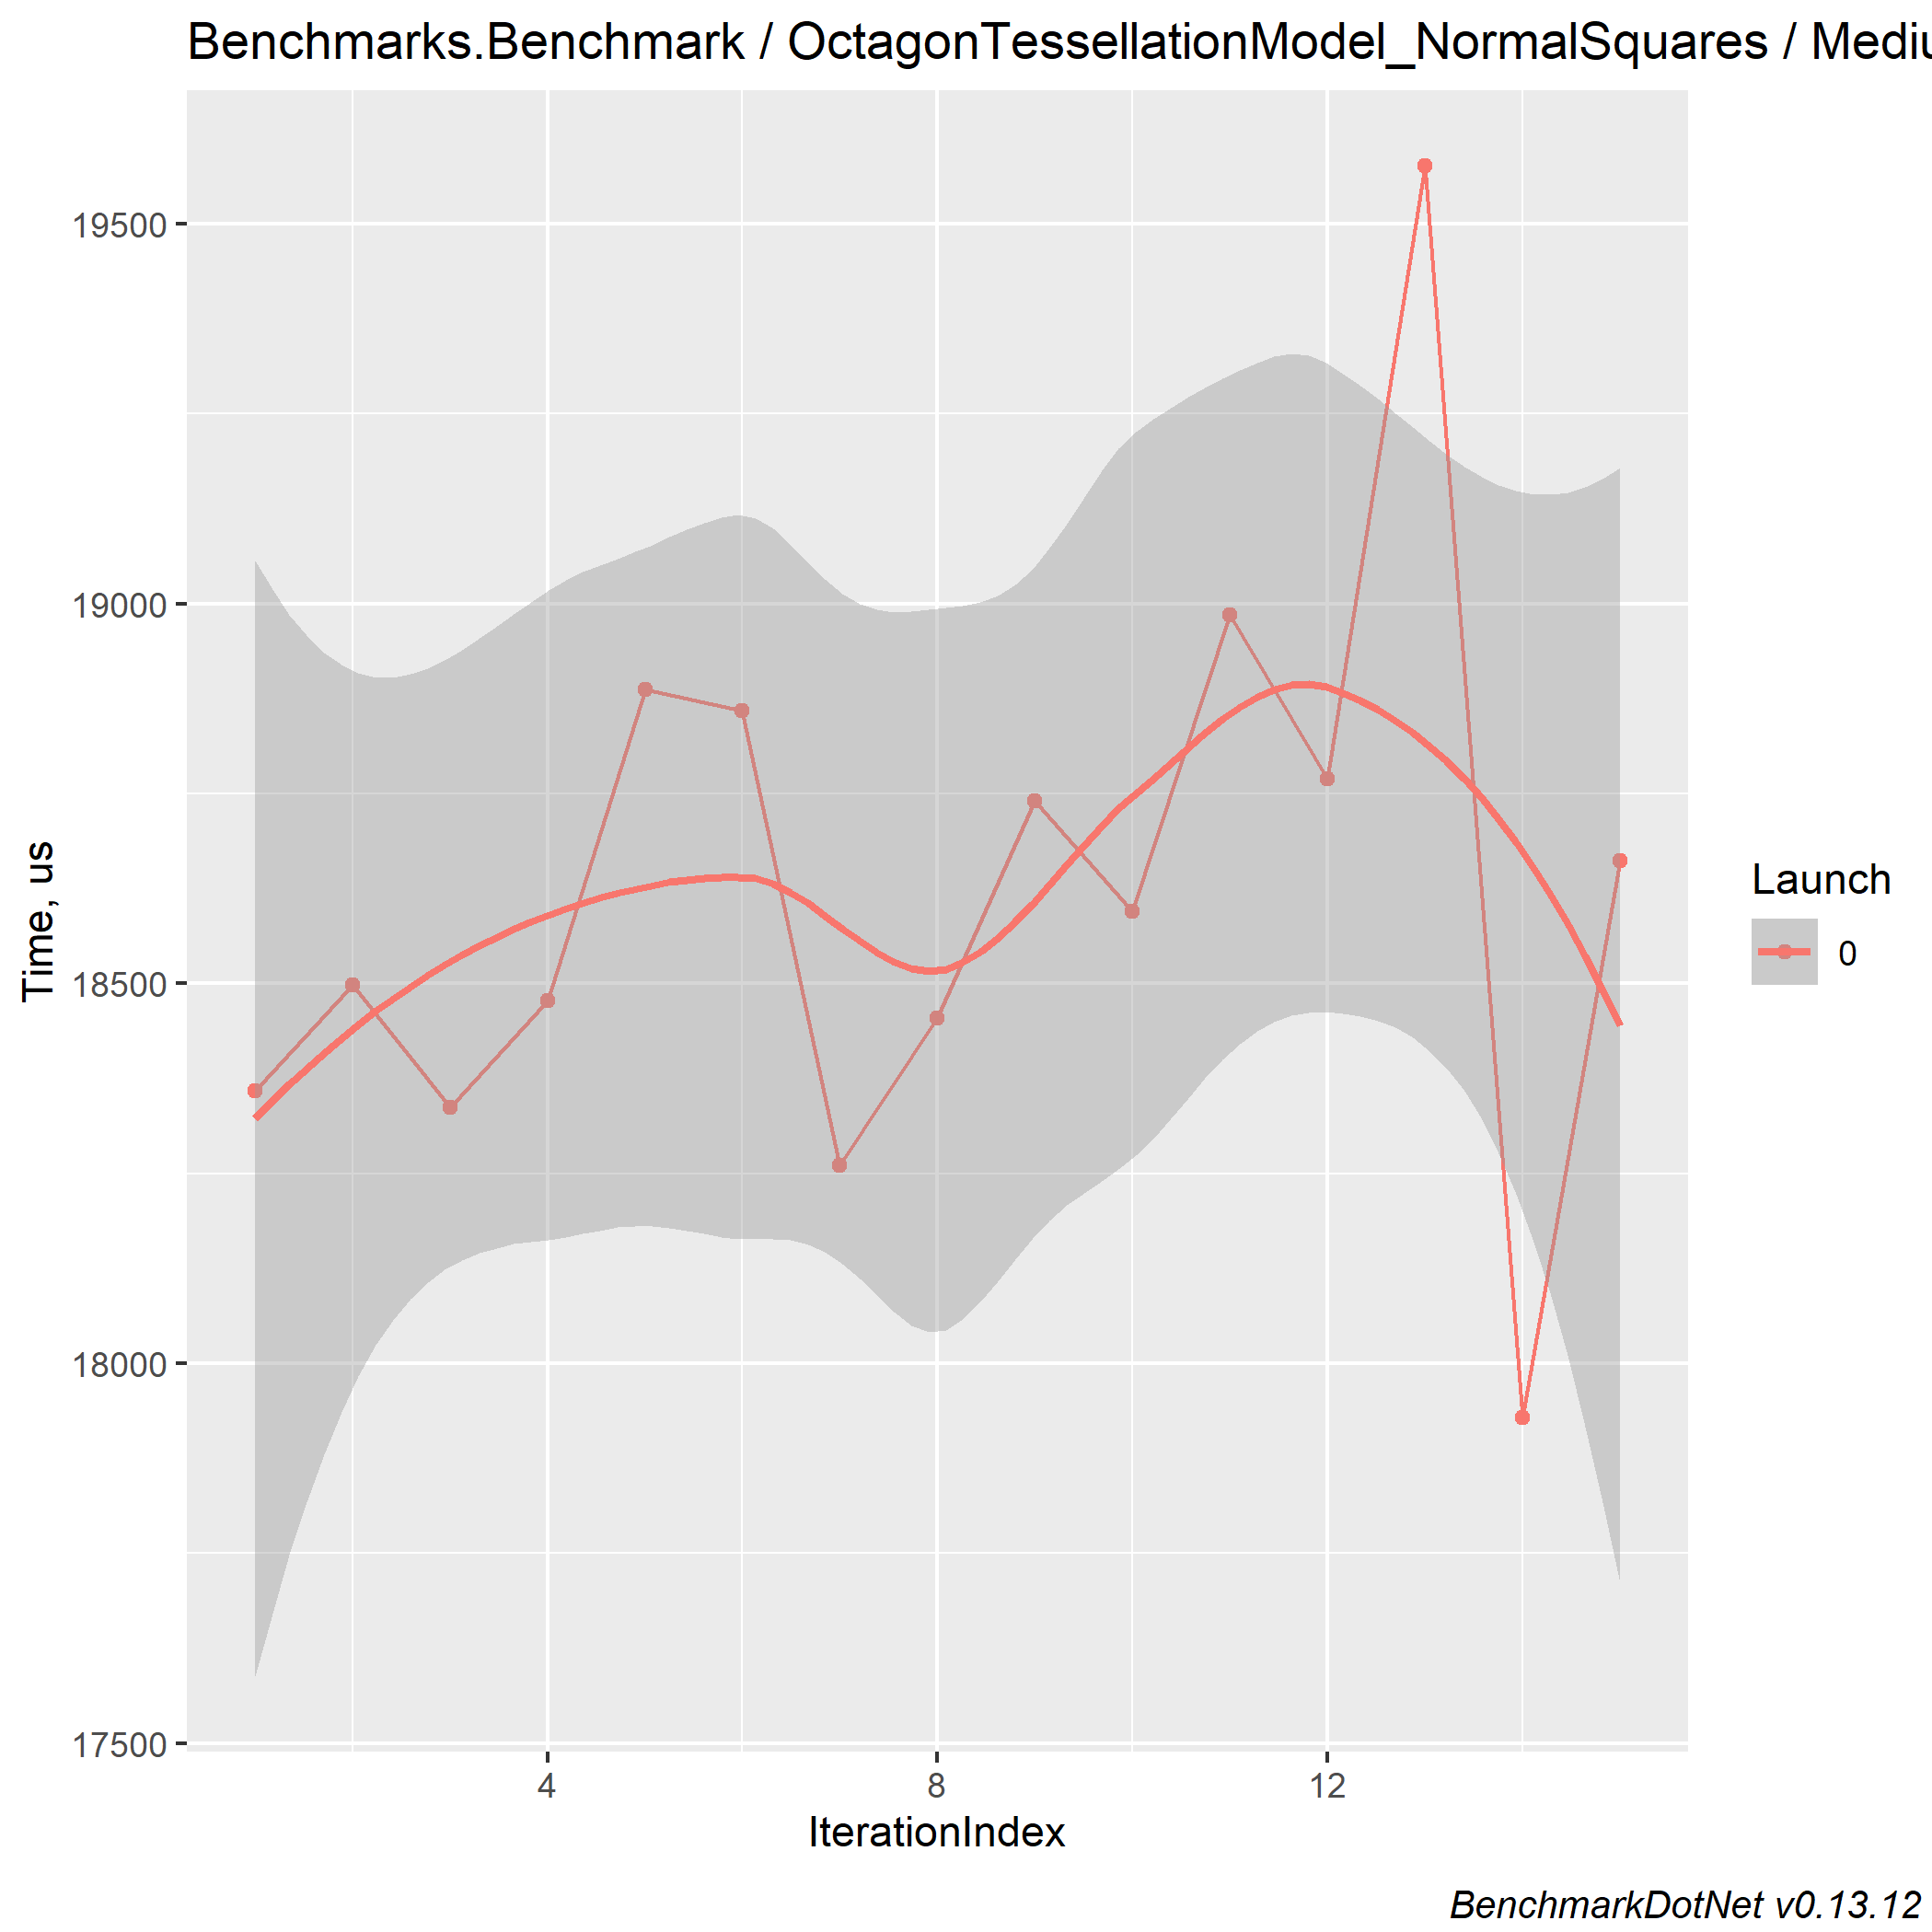 Benchmarks.Benchmark / OctagonTessellationModel_NormalSquares /
19500
19000
18500
18000
17500
Time, us
4 8 12
IterationIndex
Launch
0
BenchmarkDotNet v0.13.12